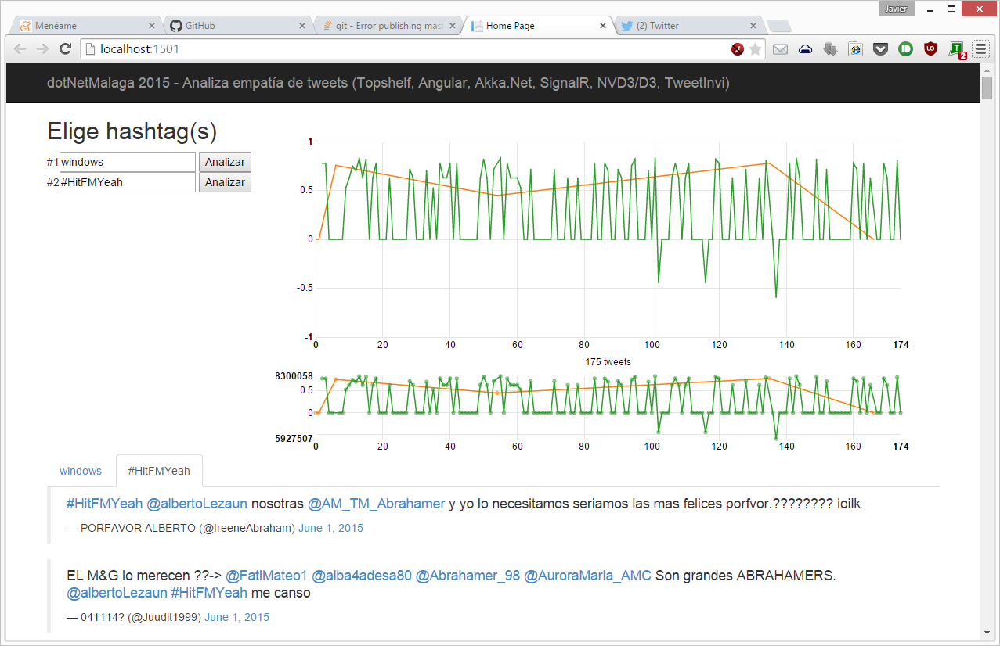 Javier
Menéame
GitHub
git - Error publishing mast
Home Page
(2) Twitter
localhost:1501
2
dotNetMalaga 2015 - Analiza empatía de tweets (Topshelf, Angular, Akka.Net, SignalR, NVD3/D3, TweetInvi)
Elige hashtag(s)
#1 windows Analizar
#2 #HitFMYeah Analizar
1
0.5
0
-0.5
-1
0 20 40 60 80 100 120 140 160 174
175 tweets
3300058
0.5
0
5927507
0 20 40 60 80 100 120 140 160 174
windows #HitFMYeah
#HitFMYeah @albertoLezaun nosotras @AM_TM_Abrahamer y yo lo necesitamos seriamos las mas felices porfvor.???????? ioilk
— PORFAVOR ALBERTO (@IreeneAbraham) June 1, 2015
EL M&G lo merecen ??-> @FatiMateo1 @alba4adesa80 @Abrahamer_98 @AuroraMaria_AMC Son grandes ABRAHAMERS.
@albertoLezaun #HitFMYeah me canso
— 041114? (@Juudit1999) June 1, 2015